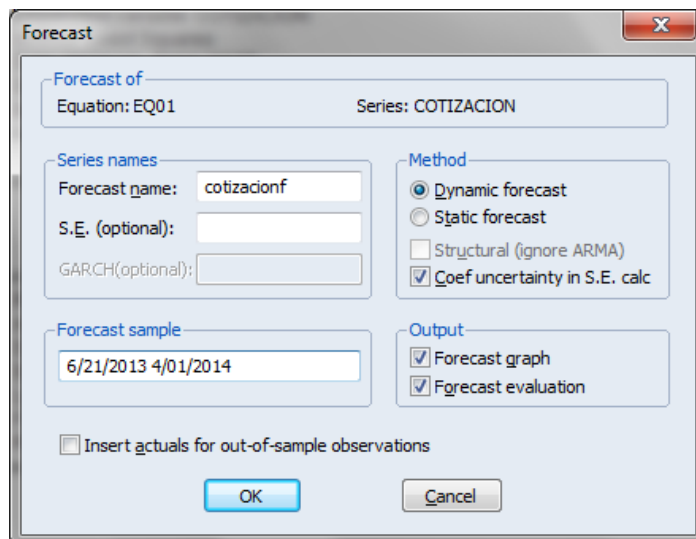 Forecast
Forecast of
Equation: EQ01 Series: COTIZACION
Series names
Forecast name: cotizacionf
S.E. (optional):
GARCH(optional):
Method
Dynamic forecast
Static forecast
Structural (ignore ARMA)
Coef uncertainty in S.E. calc
Forecast sample
6/21/2013 4/01/2014
Output
Forecast graph
Forecast evaluation
Insert actuals for out-of-sample observations
OK Cancel